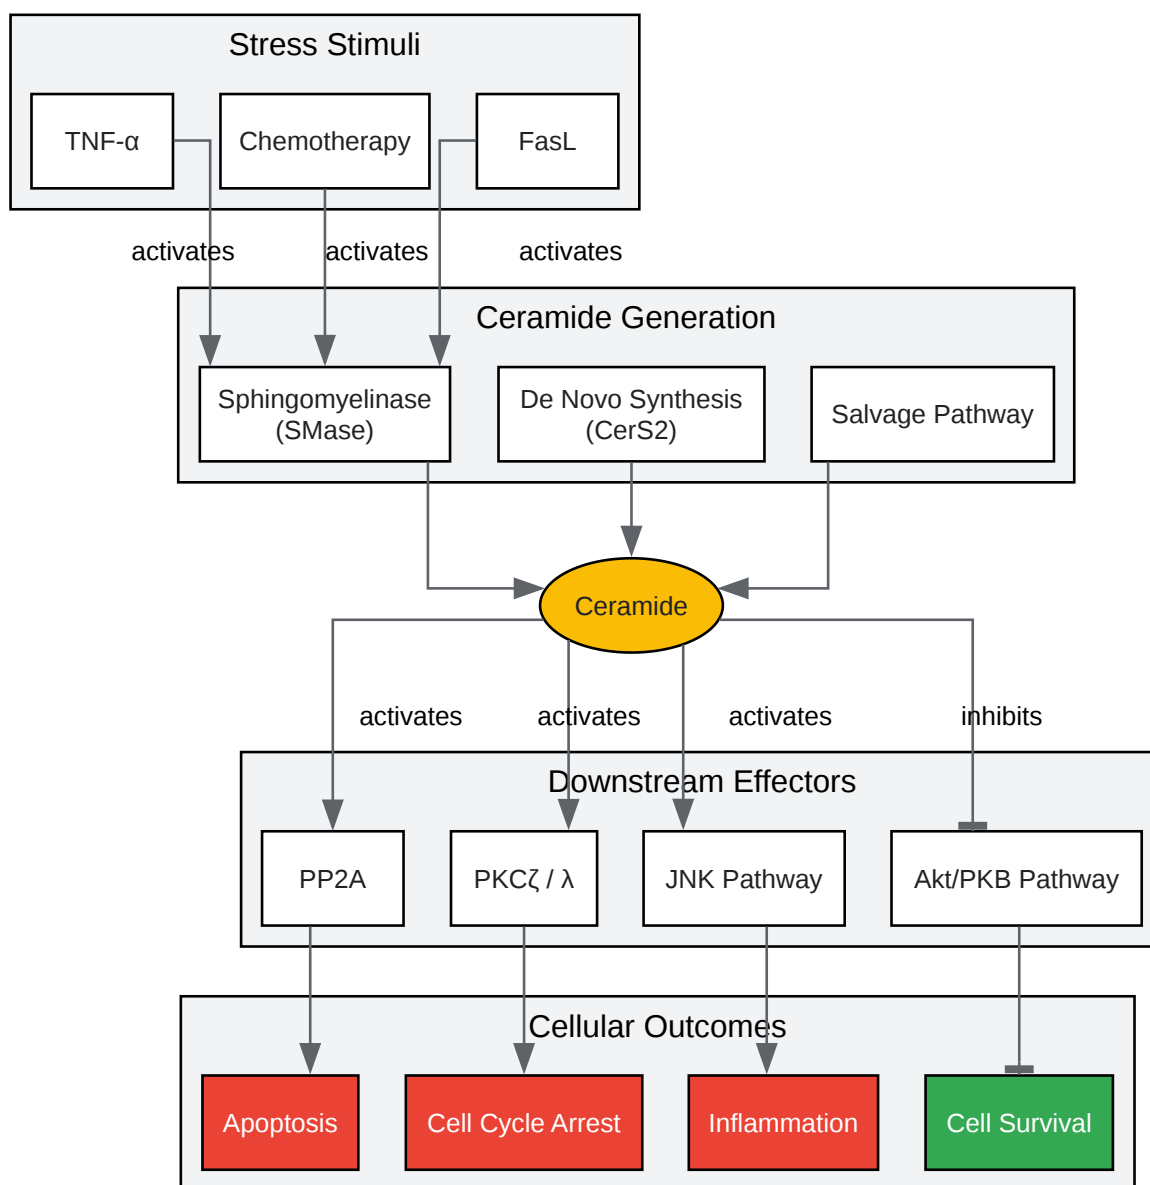 Stress Stimuli
TNF-α
Chemotherapy
FasL
activates
activates
activates
Ceramide Generation
Sphingomyelinase
(SMase)
De Novo Synthesis
(CerS2)
Salvage Pathway
Ceramide
activates
activates
activates
inhibits
Downstream Effectors
PP2A
PKCζ / λ
JNK Pathway
Akt/PKB Pathway
Cellular Outcomes
Apoptosis
Cell Cycle Arrest
Inflammation
Cell Survival